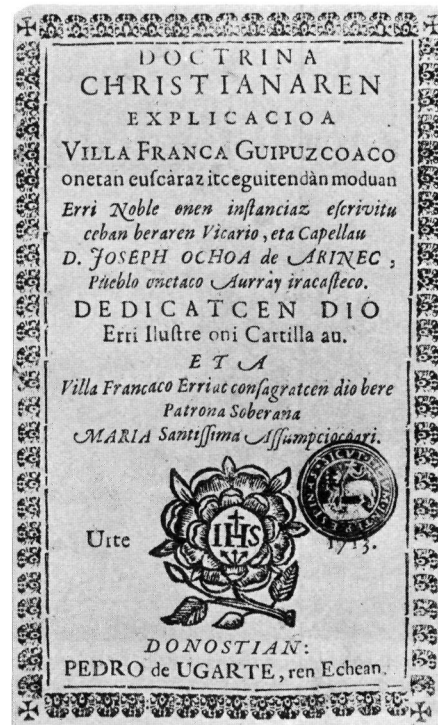 DOCTRINA
CHRISTIANAREN
EXPLICACIOA
VILLA FRANCA GUIPUZCOACO
onetan euſcàraz itceguitendàn moduan
Erri Noble onen inſtanciaz eſcrivitu
ceban beraren Vicario, eta Capellau
D. JOSEPH OCHOA de ARINEC,
Pueblo onetaco Aurray iracaſteco.
DEDICATCEN DIO
Erri Iluſtre oni Cartilla au.
ETA
Villa Francaco Erriac conſagratcen dio bere
Patrona Soberana
MARIA Santiſſima Aſſumpciocoari.
IHS
Urte 1713.
DONOSTIAN:
PEDRO de UGARTE, ren Echean.